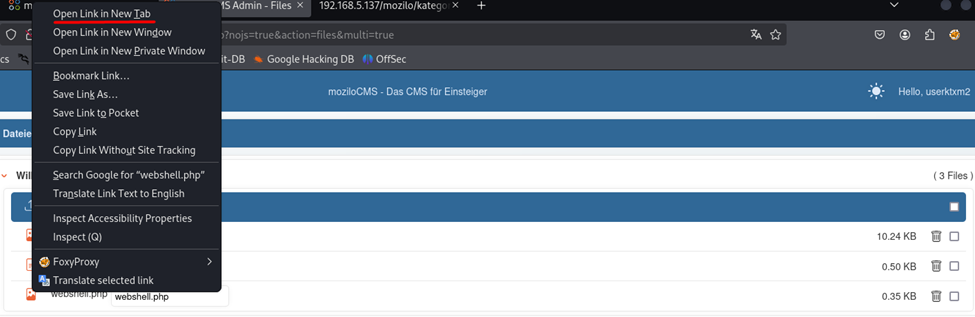 m
CMS Admin - Files
192.168.5.137/mozilo/katego
?nojs=true&action=files&multi=true
cs
it-DB
Google Hacking DB
OffSec
Open Link in New Tab
Open Link in New Window
Open Link in New Private Window
Bookmark Link…
Save Link As…
Save Link to Pocket
Copy Link
Copy Link Without Site Tracking
Search Google for “webshell.php”
Translate Link Text to English
Inspect Accessibility Properties
Inspect (Q)
FoxyProxy
Translate selected link
moziloCMS - Das CMS für Einsteiger
Hello, userktxm2
Dateie
Will
( 3 Files )
10.24 KB
0.50 KB
webshell.php
webshell.php
0.35 KB